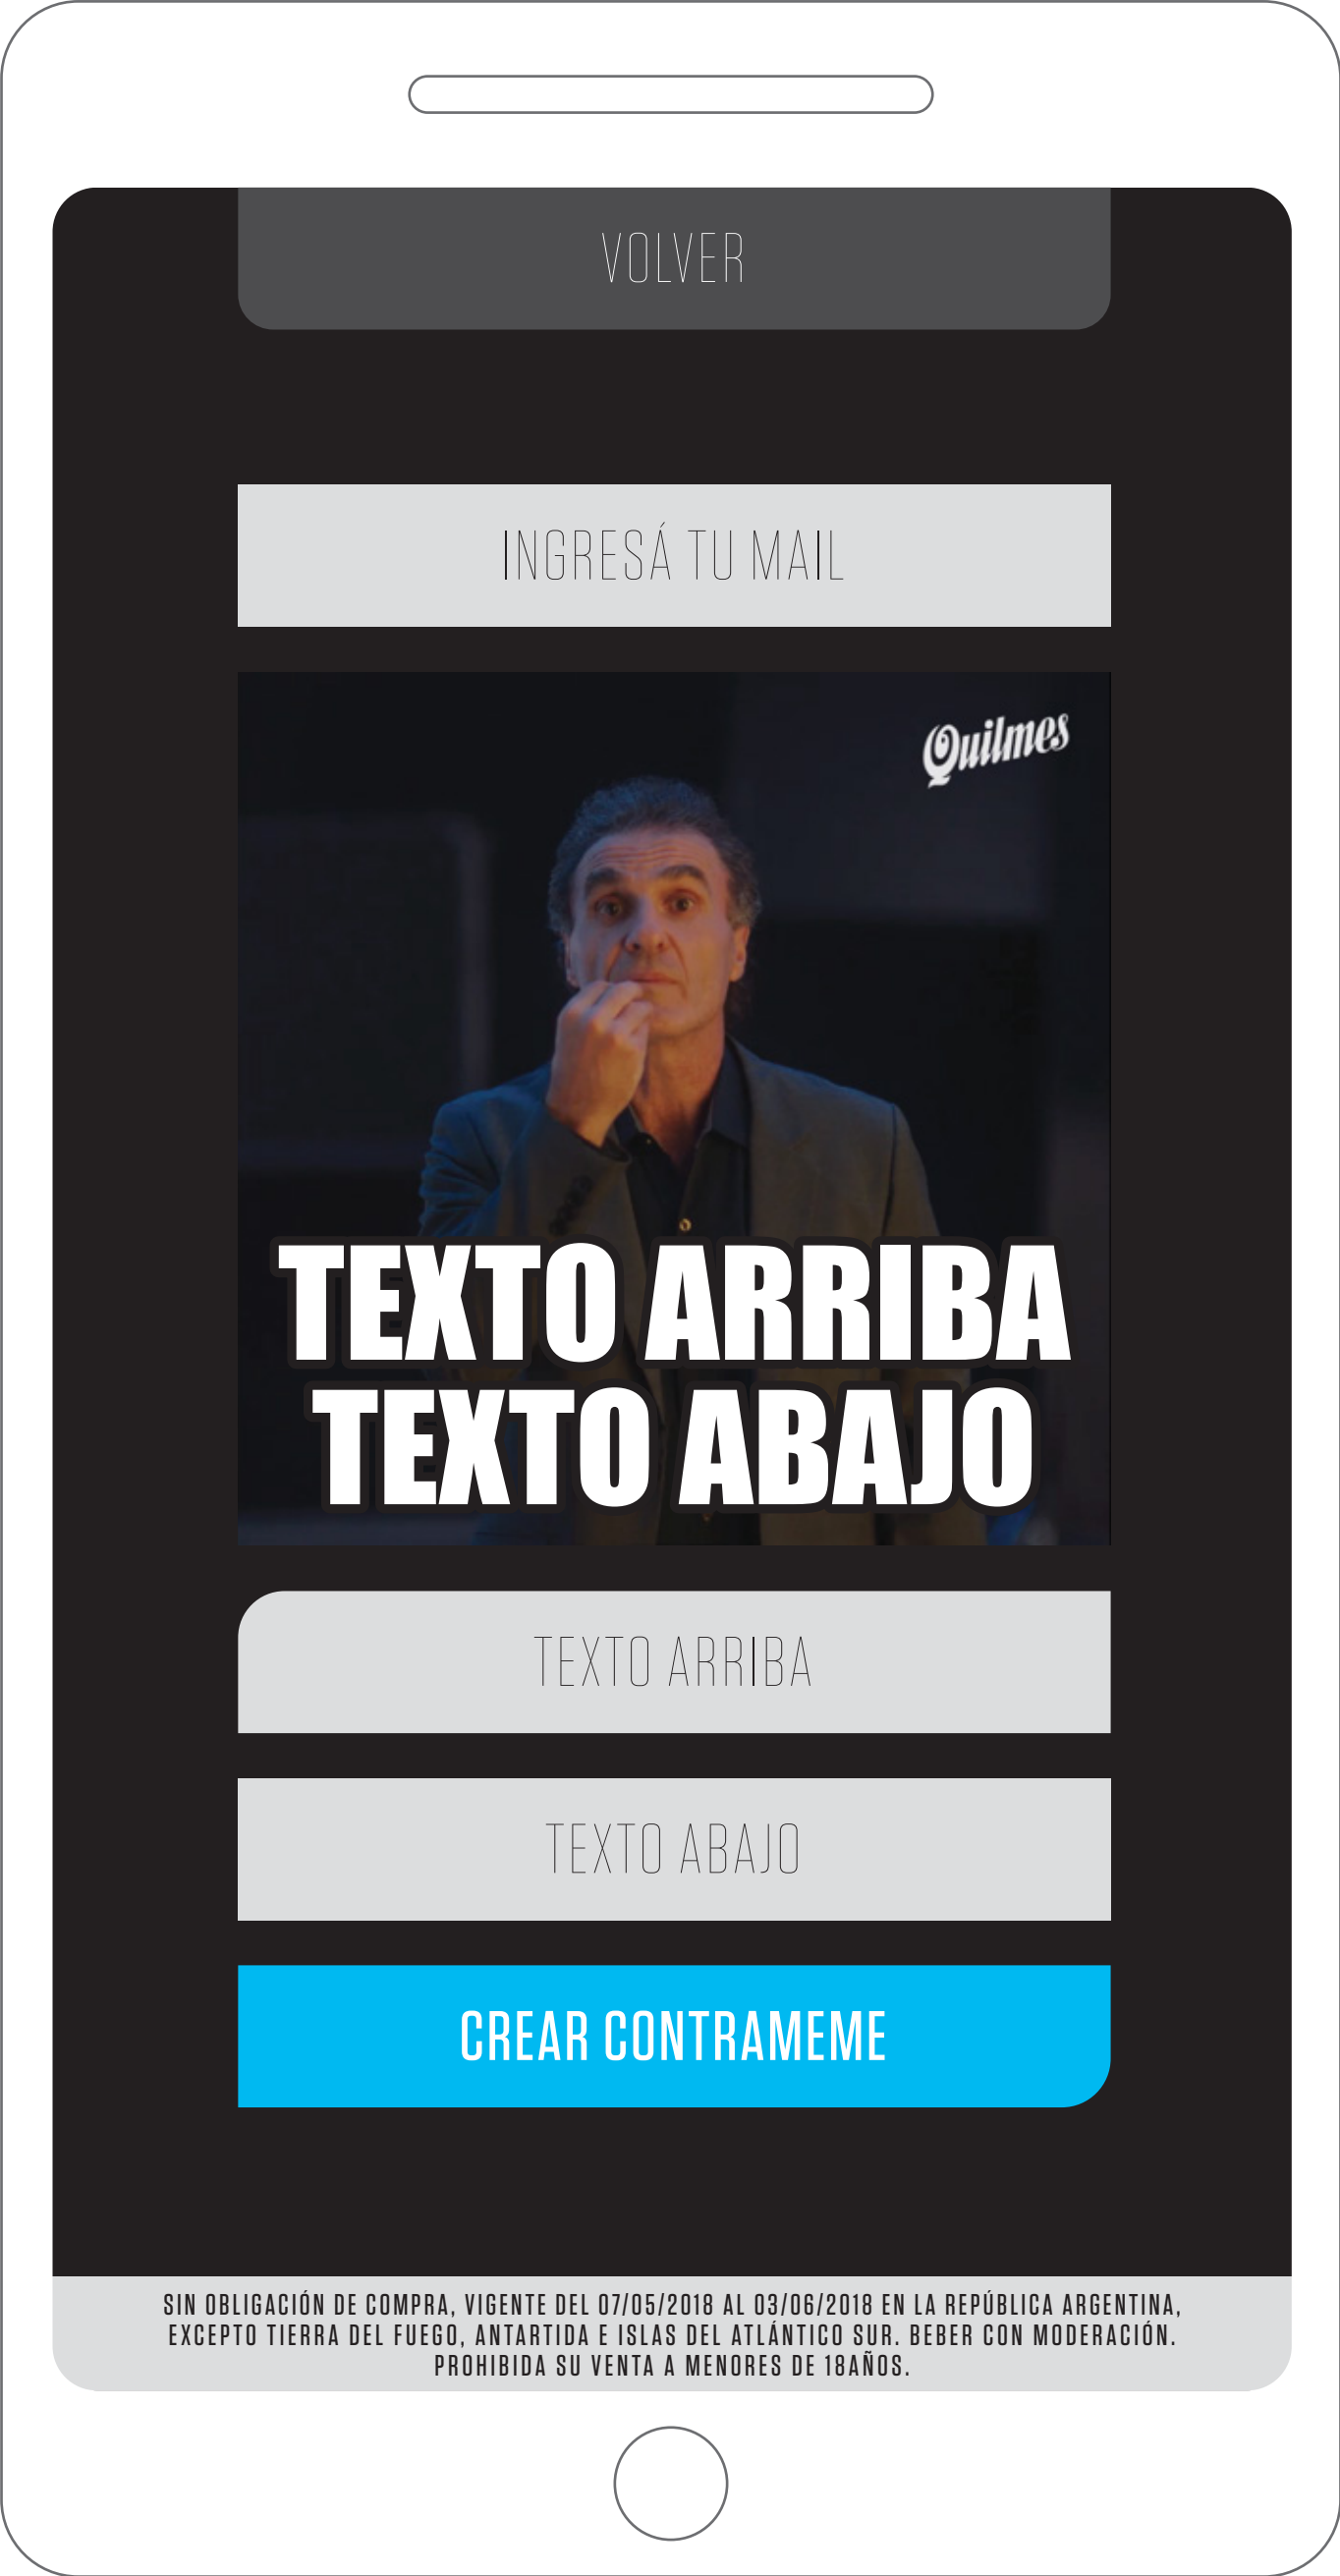 VOLVER
INGRESÁ TU MAIL
Quilmes
TEXTO ARRIBA
TEXTO ABAJO
TEXTO ARRIBA
TEXTO ABAJO
CREAR CONTRAMEME
SIN OBLIGACIÓN DE COMPRA, VIGENTE DEL 07/05/2018 AL 03/06/2018 EN LA REPÚBLICA ARGENTINA,
EXCEPTO TIERRA DEL FUEGO, ANTARTIDA E ISLAS DEL ATLÁNTICO SUR. BEBER CON MODERACIÓN.
PROHIBIDA SU VENTA A MENORES DE 18AÑOS.